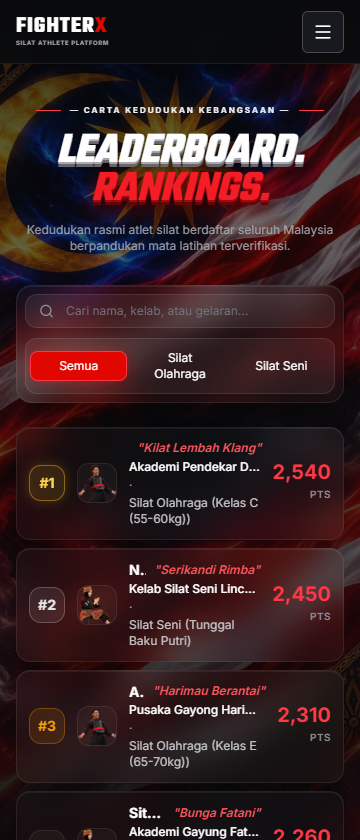 FIGHTERX
SILAT ATHLETE PLATFORM
— CARTA KEDUDUKAN KEBANGSAAN —
LEADERBOARD.
RANKINGS.
Kedudukan rasmi atlet silat berdaftar seluruh Malaysia
berpandukan mata latihan terverifikasi.
Cari nama, kelab, atau gelaran...
Semua
Silat
Olahraga
Silat Seni
#1
"Kilat Lembah Klang"
Akademi Pendekar D...
·
Silat Olahraga (Kelas C
(55-60kg))
2,540
PTS
#2
N.
"Serikandi Rimba"
Kelab Silat Seni Linc...
·
Silat Seni (Tunggal
Baku Putri)
2,450
PTS
#3
A.
"Harimau Berantai"
Pusaka Gayong Hari...
·
Silat Olahraga (Kelas E
(65-70kg))
2,310
PTS
Sit...
"Bunga Fatani"
Akademi Gayung Fat...
2,260